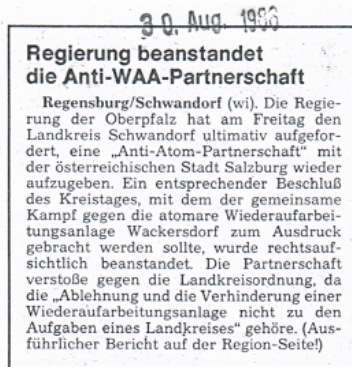 30. Aug. 1986
Regierung beanstandet
die Anti-WAA-Partnerschaft
Regensburg/Schwandorf (wi). Die Regie-
rung der Oberpfalz hat am Freitag den
Landkreis Schwandorf ultimativ aufgefor-
dert, eine „Anti-Atom-Partnerschaft" mit
der österreichischen Stadt Salzburg wieder
aufzugeben. Ein entsprechender Beschluß
des Kreistages, mit dem der gemeinsame
Kampf gegen die atomare Wiederaufarbei-
tungsanlage Wackersdorf zum Ausdruck
gebracht werden sollte, wurde rechtsauf-
sichtlich beanstandet. Die Partnerschaft
verstoße gegen die Landkreisordnung, da
die „Ablehnung und die Verhinderung einer
Wiederaufarbeitungsanlage nicht zu den
Aufgaben eines Landkreises" gehöre. (Aus-
führlicher Bericht auf der Region-Seite!)